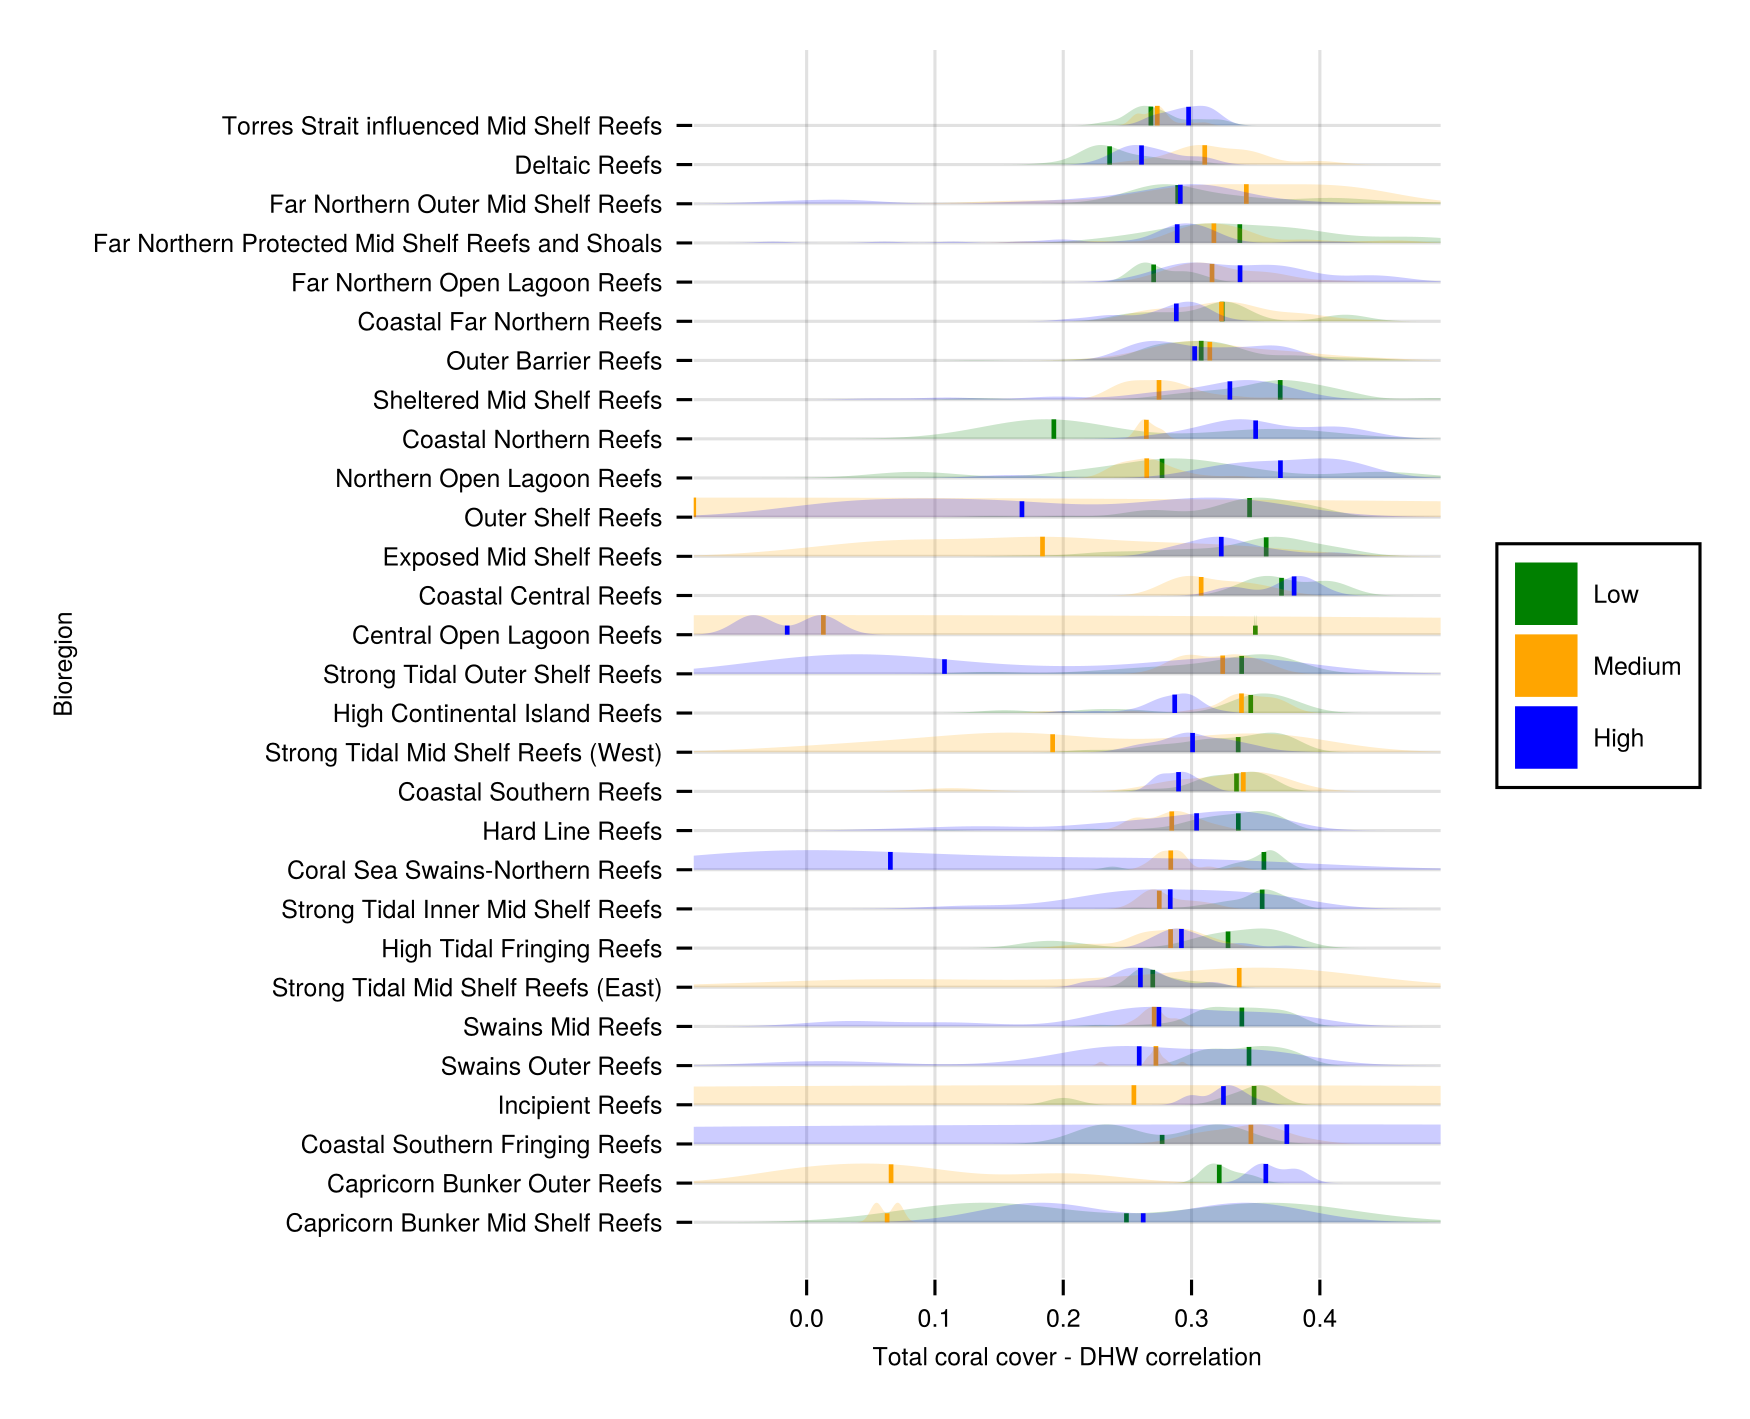 Torres Strait influenced Mid Shelf Reefs
Deltaic Reefs
Far Northern Outer Mid Shelf Reefs
Far Northern Protected Mid Shelf Reefs and Shoals
Far Northern Open Lagoon Reefs
Coastal Far Northern Reefs
Outer Barrier Reefs
Sheltered Mid Shelf Reefs
Coastal Northern Reefs
Northern Open Lagoon Reefs
Outer Shelf Reefs
Exposed Mid Shelf Reefs
Coastal Central Reefs
Central Open Lagoon Reefs
Strong Tidal Outer Shelf Reefs
High Continental Island Reefs
Strong Tidal Mid Shelf Reefs (West)
Coastal Southern Reefs
Hard Line Reefs
Coral Sea Swains-Northern Reefs
Strong Tidal Inner Mid Shelf Reefs
High Tidal Fringing Reefs
Strong Tidal Mid Shelf Reefs (East)
Swains Mid Reefs
Swains Outer Reefs
Incipient Reefs
Coastal Southern Fringing Reefs
Capricorn Bunker Outer Reefs
Capricorn Bunker Mid Shelf Reefs
Bioregion
0.0 0.1 0.2 0.3 0.4
Total coral cover - DHW correlation
Low
Medium
High